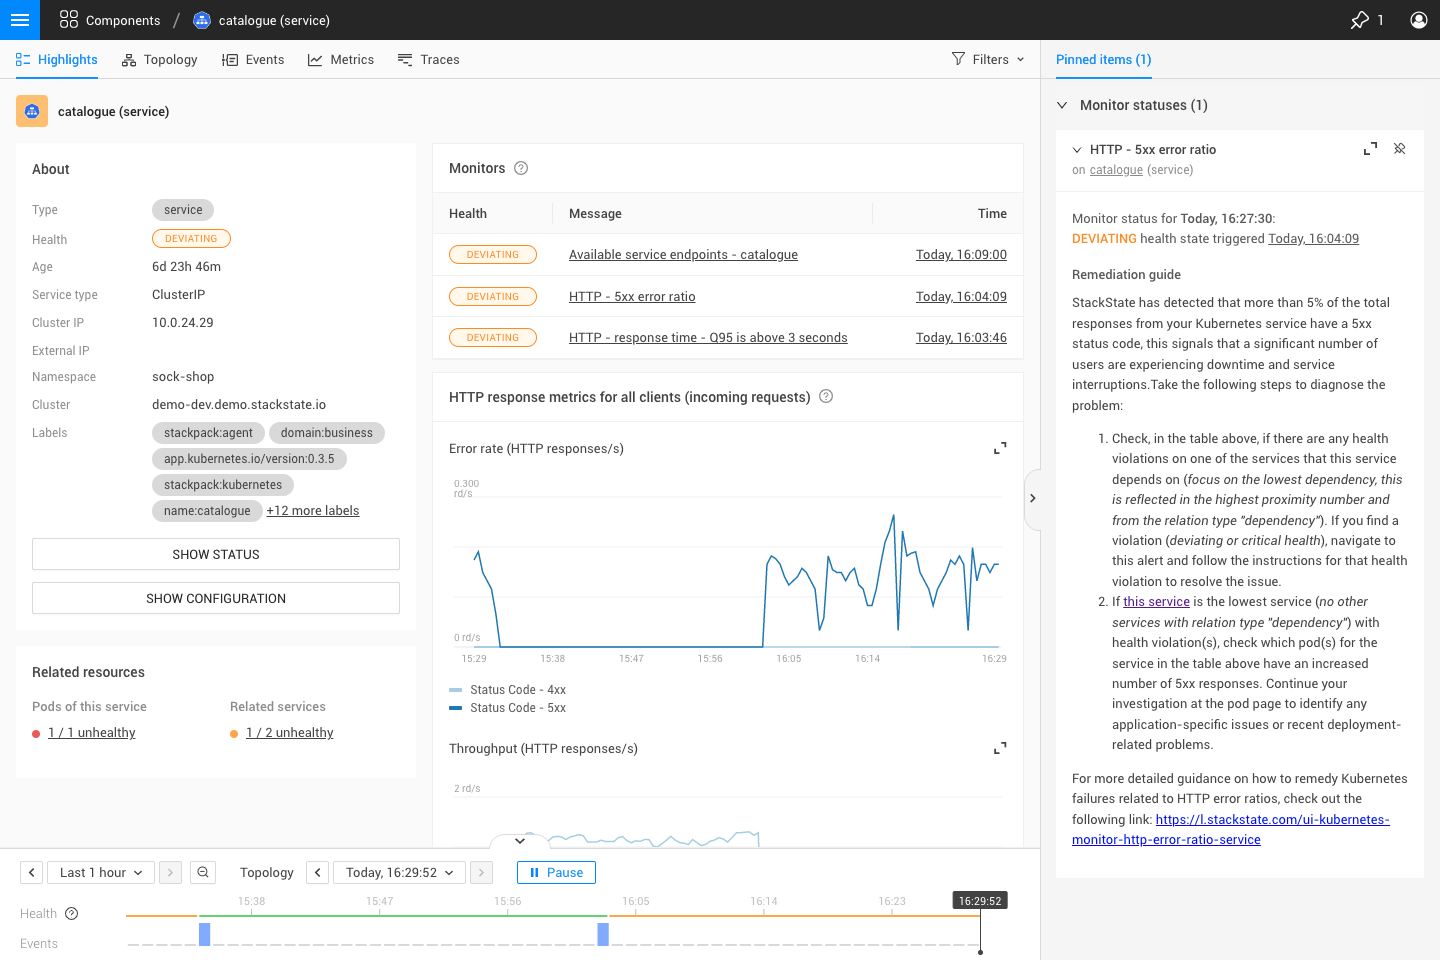 Components / catalogue (service) 1
Highlights Topology Events Metrics Traces Filters
catalogue (service)
About
Type service
Health DEVIATING
Age 6d 23h 46m
Service type ClusterIP
Cluster IP 10.0.24.29
External IP
Namespace sock-shop
Cluster demo-dev.demo.stackstate.io
Labels stackpack:agent domain:business
app.kubernetes.io/version:0.3.5
stackpack:kubernetes
name:catalogue +12 more labels
SHOW STATUS
SHOW CONFIGURATION
Related resources
Pods of this service Related services
1 / 1 unhealthy 1 / 2 unhealthy
Monitors ?
Health Message Time
DEVIATING Available service endpoints - catalogue Today, 16:09:00
DEVIATING HTTP - 5xx error ratio Today, 16:04:09
DEVIATING HTTP - response time - Q95 is above 3 seconds Today, 16:03:46
HTTP response metrics for all clients (incoming requests) ?
Error rate (HTTP responses/s)
0.300
rd/s
0 rd/s
15:29 15:38 15:47 15:56 16:05 16:14 16:29
Status Code - 4xx
Status Code - 5xx
Throughput (HTTP responses/s)
2 rd/s
Last 1 hour Topology Today, 16:29:52 Pause
15:38 15:47 15:56 16:05 16:14 16:23 16:29:52
Health ?
Events
Pinned items (1)
Monitor statuses (1)
HTTP - 5xx error ratio
on catalogue (service)
Monitor status for Today, 16:27:30:
DEVIATING health state triggered Today, 16:04:09
Remediation guide
StackState has detected that more than 5% of the total
responses from your Kubernetes service have a 5xx
status code, this signals that a significant number of
users are experiencing downtime and service
interruptions.Take the following steps to diagnose the
problem:
1. Check, in the table above, if there are any health
violations on one of the services that this service
depends on (focus on the lowest dependency, this
is reflected in the highest proximity number and
from the relation type "dependency"). If you find a
violation (deviating or critical health), navigate to
this alert and follow the instructions for that health
violation to resolve the issue.
2. If this service is the lowest service (no other
services with relation type "dependency") with
health violation(s), check which pod(s) for the
service in the table above have an increased
number of 5xx responses. Continue your
investigation at the pod page to identify any
application-specific issues or recent deployment-
related problems.
For more detailed guidance on how to remedy Kubernetes
failures related to HTTP error ratios, check out the
following link: https://l.stackstate.com/ui-kubernetes-
monitor-http-error-ratio-service